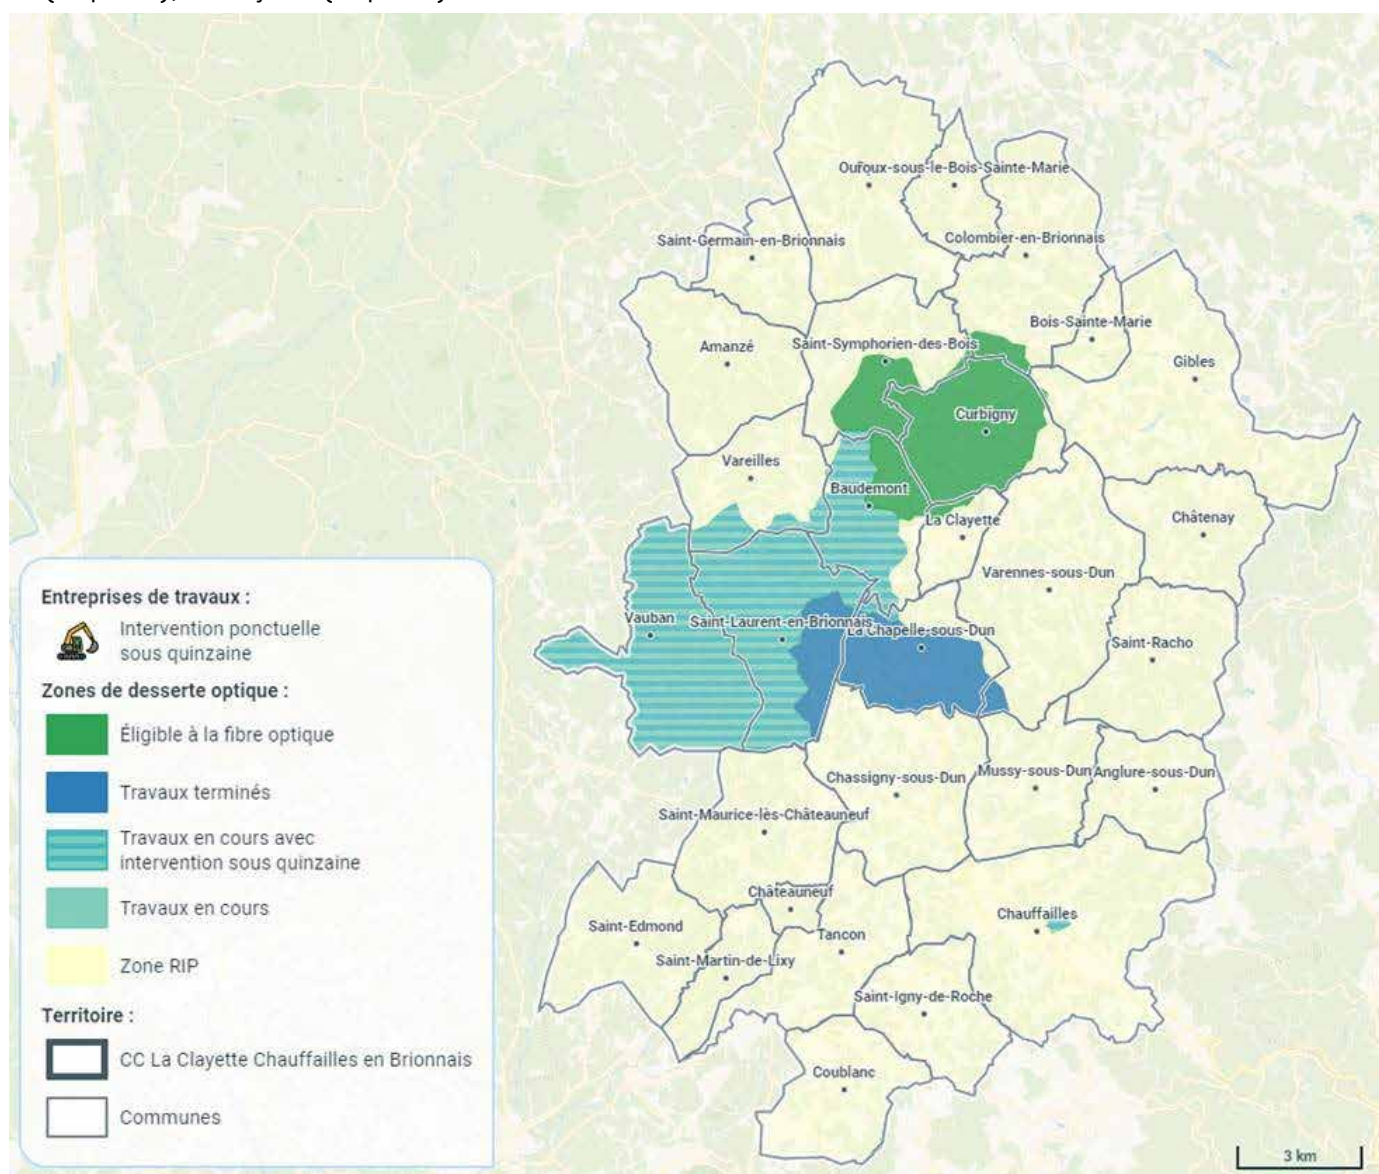 Ouroux-sous-le-Bois-Sainte-Marie
Saint-Germain-en-Brionnais
Colombier-en-Brionnais
Bois-Sainte-Marie
Amanzé
Saint-Symphorien-des-Bois
Gibles
Curbigny
Vareilles
Baudemont
La Clayette
Châtenay
Varennes-sous-Dun
Vauban
Saint-Laurent-en-Brionnais
La Chapelle-sous-Dun
Saint-Racho
Chassigny-sous-Dun
Mussy-sous-Dun
Anglure-sous-Dun
Saint-Maurice-lès-Châteauneuf
Châteauneuf
Chauffailles
Saint-Edmond
Tancon
Saint-Martin-de-Lixy
Saint-Igny-de-Roche
Coublanc
Entreprises de travaux :
Intervention ponctuelle
sous quinzaine
Zones de desserte optique :
Éligible à la fibre optique
Travaux terminés
Travaux en cours avec
intervention sous quinzaine
Travaux en cours
Zone RIP
Territoire :
CC La Clayette Chauffailles en Brionnais
Communes
3 km